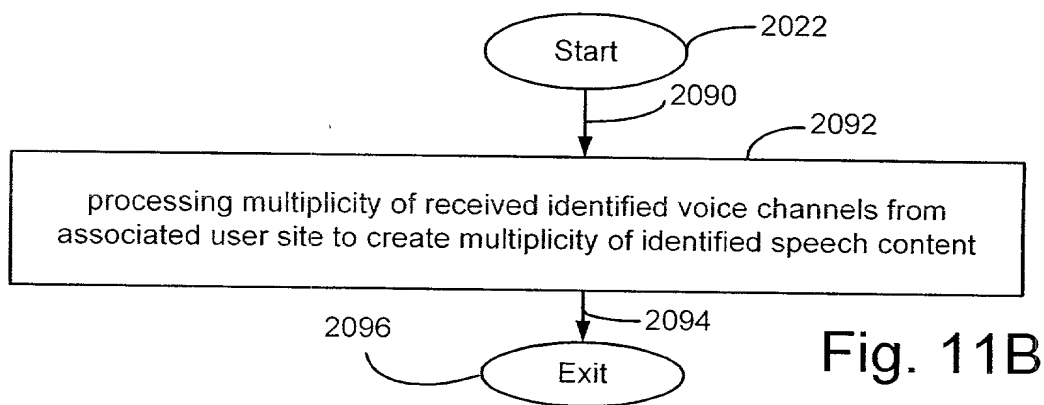 Start
2022
2090
2092
processing multiplicity of received identified voice channels from
associated user site to create multiplicity of identified speech content
2094
2096
Exit
Fig. 11B